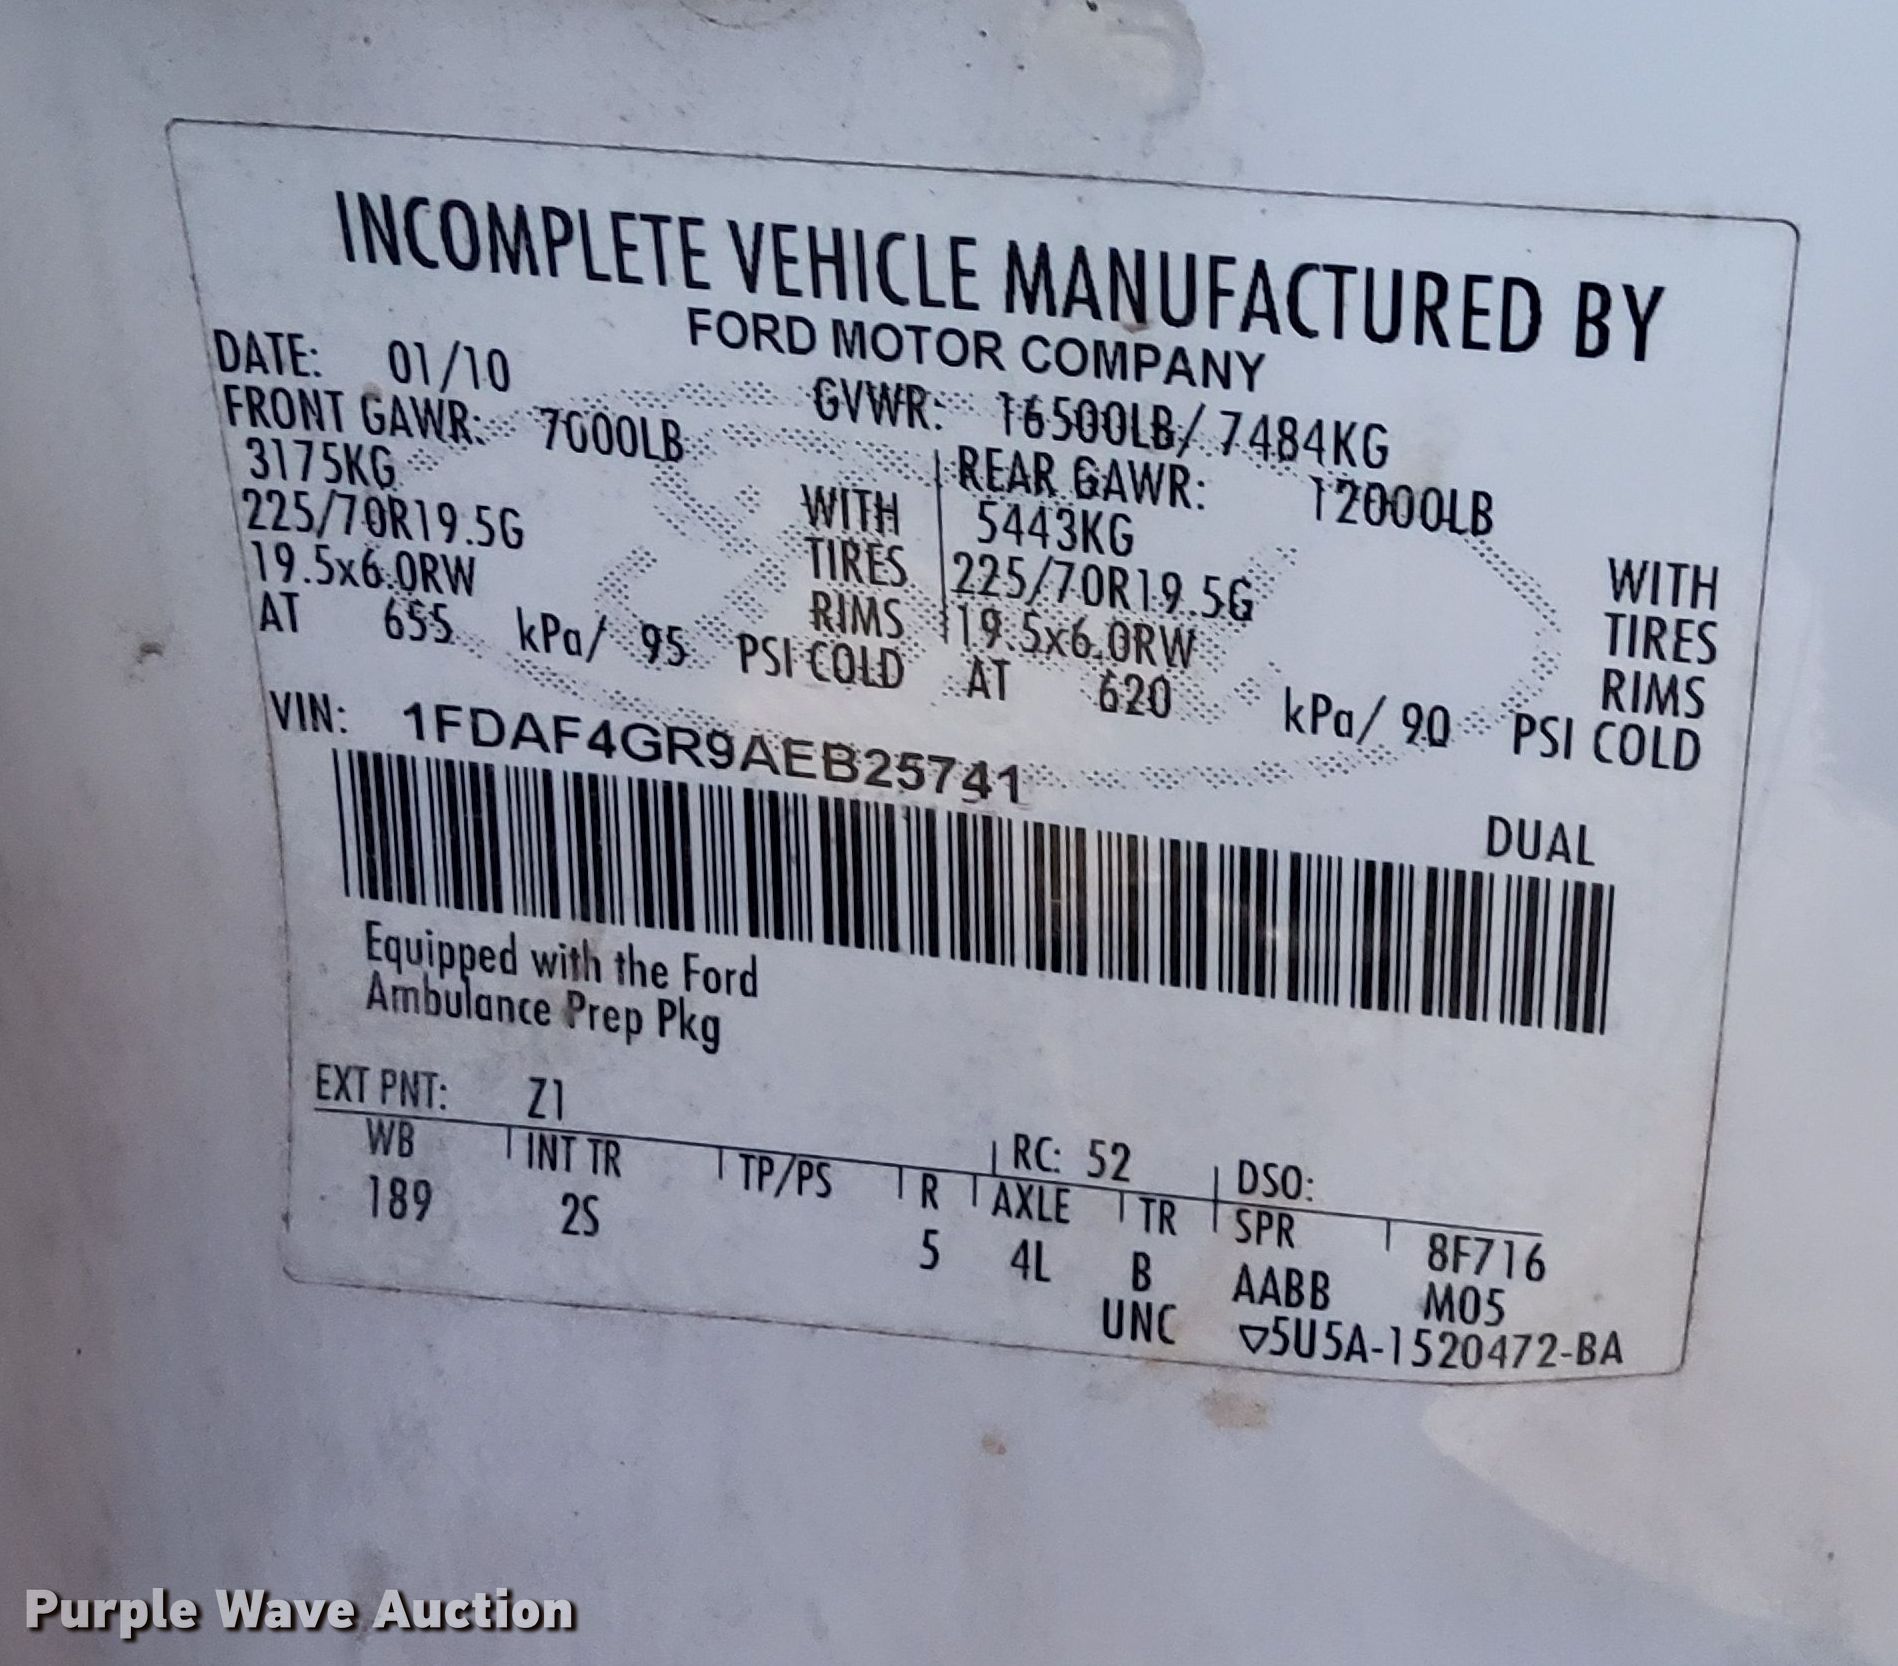 INCOMPLETE VEHICLE MANUFACTURED BY
FORD MOTOR COMPANY
DATE: 01/10
GVWR: 16500LB/ 7484KG
FRONT GAWR: 7000LB
3175KG WITH
225/70R19.5G TIRES
19.5x6.0RW RIMS
AT 655 kPa/ 95 PSI COLD
REAR GAWR: 12000LB
5443KG WITH
225/70R19.5G TIRES
19.5x6.0RW RIMS
AT 620 kPa/ 90 PSI COLD
VIN: 1FDAF4GR9AEB25741
DUAL
Equipped with the Ford
Ambulance Prep Pkg
EXT PNT: Z1 RC: 52 DSO:
WB INT TR TP/PS R AXLE TR SPR 8F716
189 2S 5 4L B AABB M05
UNC ▽5U5A-1520472-BA
Purple Wave Auction